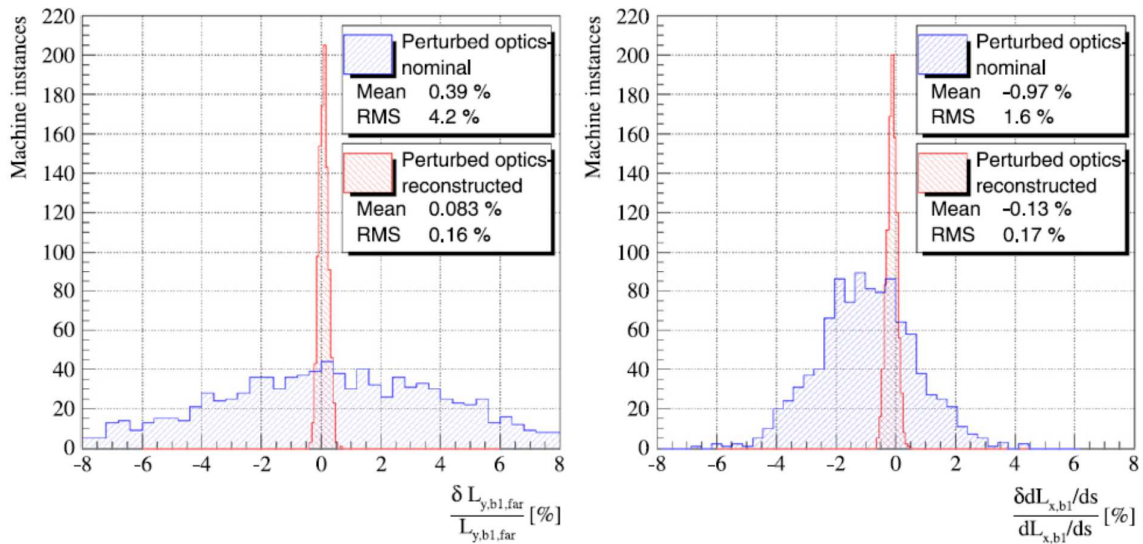 Machine instances
220
200
180
160
140
120
100
80
60
40
20
0
Perturbed optics-
nominal
Mean 0.39 %
RMS 4.2 %
Perturbed optics-
reconstructed
Mean 0.083 %
RMS 0.16 %
-8 -6 -4 -2 0 2 4 6 8
δ L_y,b1,far
L_y,b1,far [%]
Machine instances
220
200
180
160
140
120
100
80
60
40
20
0
Perturbed optics-
nominal
Mean -0.97 %
RMS 1.6 %
Perturbed optics-
reconstructed
Mean -0.13 %
RMS 0.17 %
-8 -6 -4 -2 0 2 4 6 8
δdL_x,b1/ds
dL_x,b1/ds [%]